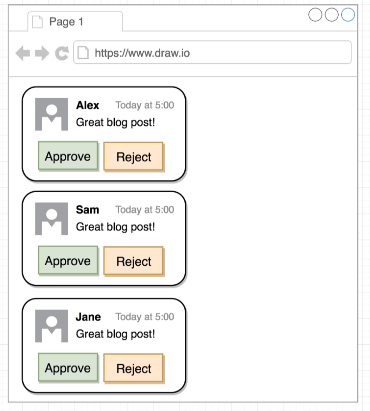 Page 1
https://www.draw.io
Alex Today at 5:00
Great blog post!
Approve Reject
Sam Today at 5:00
Great blog post!
Approve Reject
Jane Today at 5:00
Great blog post!
Approve Reject